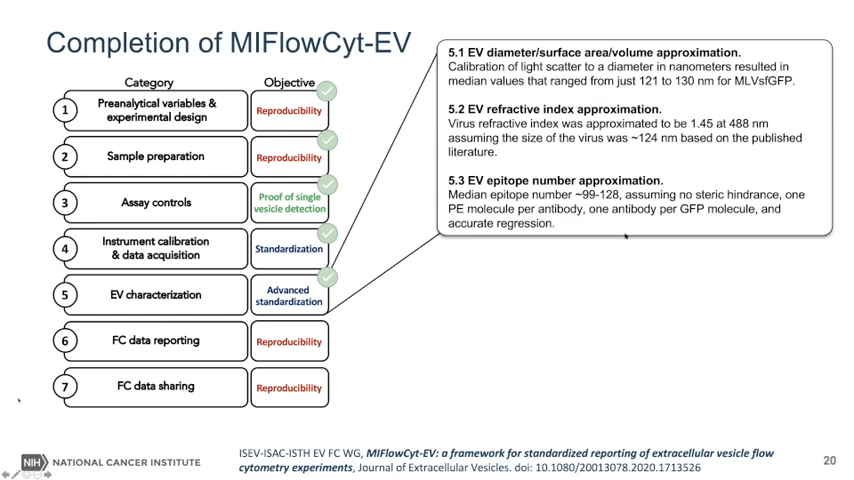 Completion of MIFlowCyt-EV
Category
Objective
1
Preanalytical variables &
experimental design
Reproducibility
2
Sample preparation
Reproducibility
3
Assay controls
Proof of single
vesicle detection
4
Instrument calibration
& data acquisition
Standardization
5
EV characterization
Advanced
standardization
6
FC data reporting
Reproducibility
7
FC data sharing
Reproducibility
5.1 EV diameter/surface area/volume approximation.
Calibration of light scatter to a diameter in nanometers resulted in
median values that ranged from just 121 to 130 nm for MLVsfGFP.
5.2 EV refractive index approximation.
Virus refractive index was approximated to be 1.45 at 488 nm
assuming the size of the virus was ~124 nm based on the published
literature.
5.3 EV epitope number approximation.
Median epitope number ~99-128, assuming no steric hindrance, one
PE molecule per antibody, one antibody per GFP molecule, and
accurate regression.
NIH NATIONAL CANCER INSTITUTE
ISEV-ISAC-ISTH EV FC WG, MIFlowCyt-EV: a framework for standardized reporting of extracellular vesicle flow
cytometry experiments, Journal of Extracellular Vesicles. doi: 10.1080/20013078.2020.1713526
20